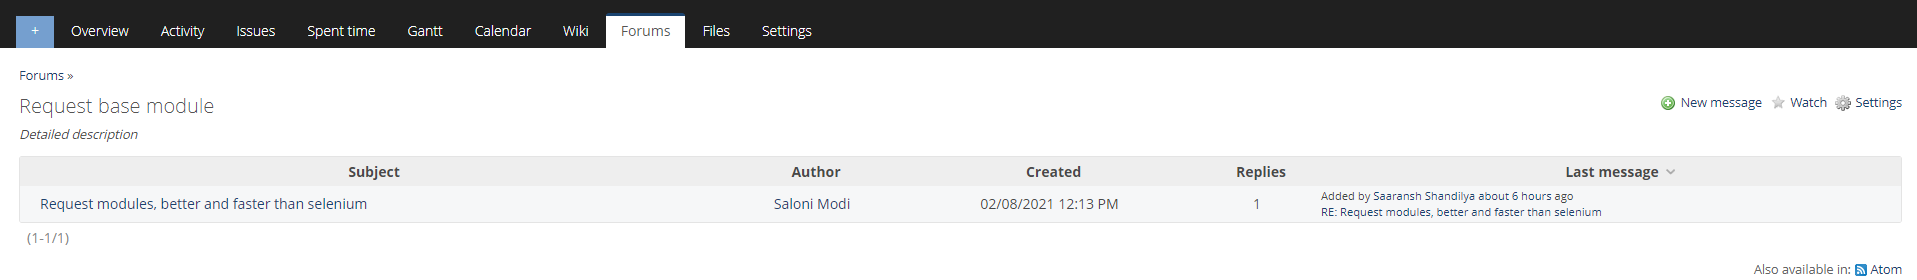 + Overview Activity Issues Spent time Gantt Calendar Wiki Forums Files Settings
Forums »
Request base module
New message Watch Settings
Detailed description
Subject Author Created Replies Last message
Request modules, better and faster than selenium Saloni Modi 02/08/2021 12:13 PM 1 Added by Saaransh Shandilya about 6 hours ago
RE: Request modules, better and faster than selenium
(1-1/1)
Also available in: Atom